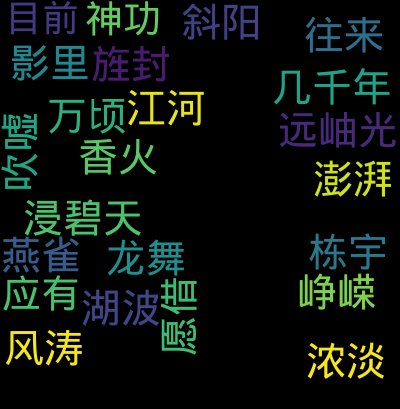 目前
神功
斜阳
往来
影里
旌封
几千年
万顷
江河
远岫光
吹嘘
香火
澎湃
浸碧天
燕雀
龙舞
栋宇
应有
湖波
愿借
峥嵘
风涛
浓淡